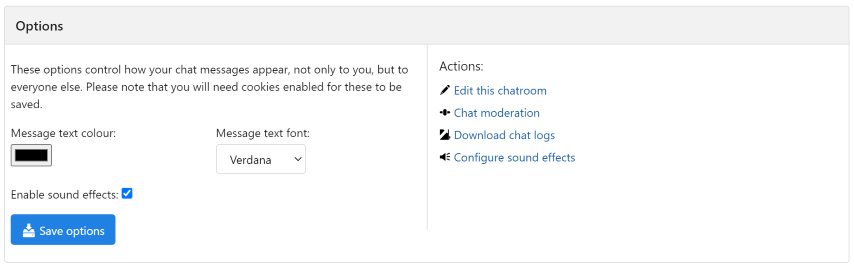 Options
These options control how your chat messages appear, not only to you, but to
everyone else. Please note that you will need cookies enabled for these to be
saved.
Message text colour:
Message text font:
Verdana
Enable sound effects:
Save options
Actions:
Edit this chatroom
Chat moderation
Download chat logs
Configure sound effects